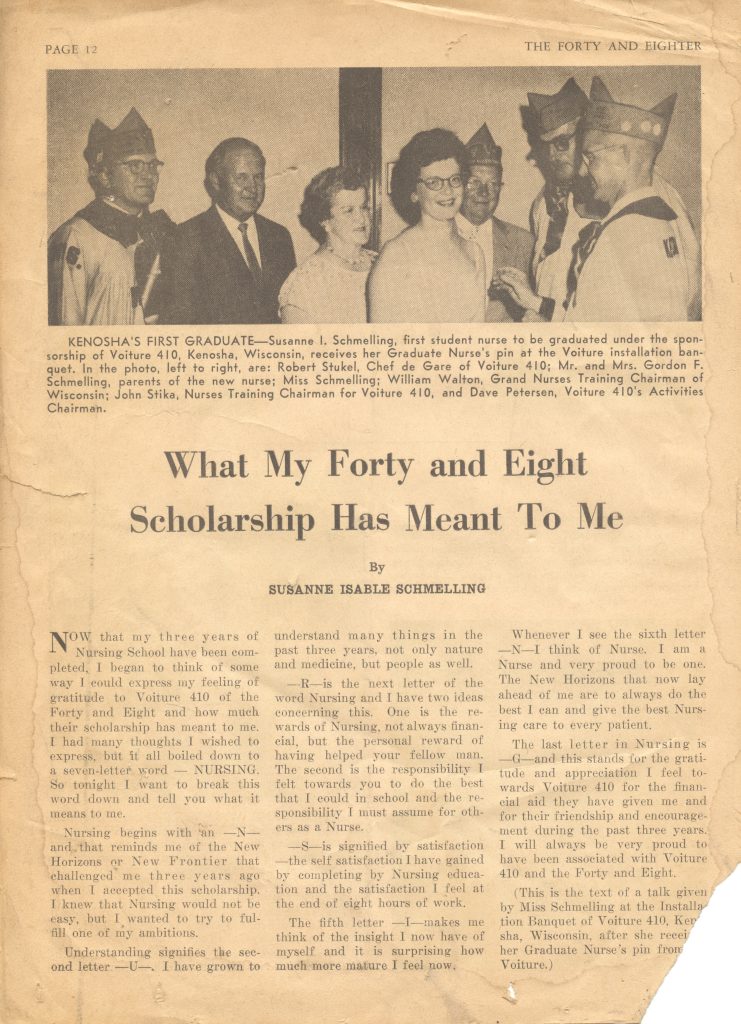 PAGE 12
THE FORTY AND EIGHTER
KENOSHA'S FIRST GRADUATE—Susanne I. Schmelling, first student nurse to be graduated under the spon-
sorship of Voiture 410, Kenosha, Wisconsin, receives her Graduate Nurse's pin at the Voiture installation ban-
quet. In the photo, left to right, are: Robert Stukel, Chef de Gare of Voiture 410; Mr. and Mrs. Gordon F.
Schmelling, parents of the new nurse; Miss Schmelling; William Walton, Grand Nurses Training Chairman of
Wisconsin; John Stika, Nurses Training Chairman for Voiture 410, and Dave Petersen, Voiture 410's Activities
Chairman.
What My Forty and Eight
Scholarship Has Meant To Me
By
SUSANNE ISABLE SCHMELLING
NOW that my three years of
Nursing School have been com-
pleted, I began to think of some
way I could express my feeling of
gratitude to Voiture 410 of the
Forty and Eight and how much
their scholarship has meant to me.
I had many thoughts I wished to
express, but it all boiled down to
a seven-letter word — NURSING.
So tonight I want to break this
word down and tell you what it
means to me.
Nursing begins with an —N—
and that reminds me of the New
Horizons or New Frontier that
challenged me three years ago
when I accepted this scholarship.
I knew that Nursing would not be
easy, but I wanted to try to ful-
fill one of my ambitions.
Understanding signifies the sec-
ond letter —U—. I have grown to
understand many things in the
past three years, not only nature
and medicine, but people as well.
—R—is the next letter of the
word Nursing and I have two ideas
concerning this. One is the re-
wards of Nursing, not always finan-
cial, but the personal reward of
having helped your fellow man.
The second is the responsibility I
felt towards you to do the best
that I could in school and the re-
sponsibility I must assume for oth-
ers as a Nurse.
—S—is signified by satisfaction
—the self satisfaction I have gained
by completing by Nursing educa-
tion and the satisfaction I feel at
the end of eight hours of work.
The fifth letter —I—makes me
think of the insight I now have of
myself and it is surprising how
much more mature I feel now.
Whenever I see the sixth letter
—N—I think of Nurse. I am a
Nurse and very proud to be one.
The New Horizons that now lay
ahead of me are to always do the
best I can and give the best Nurs-
ing care to every patient.
The last letter in Nursing is
—G—and this stands for the grati-
tude and appreciation I feel to-
wards Voiture 410 for the finan-
cial aid they have given me and
for their friendship and encourage-
ment during the past three years.
I will always be very proud to
have been associated with Voiture
410 and the Forty and Eight.
(This is the text of a talk given
by Miss Schmelling at the Installa-
tion Banquet of Voiture 410, Ken
sha, Wisconsin, after she recei
her Graduate Nurse's pin from
Voiture.)